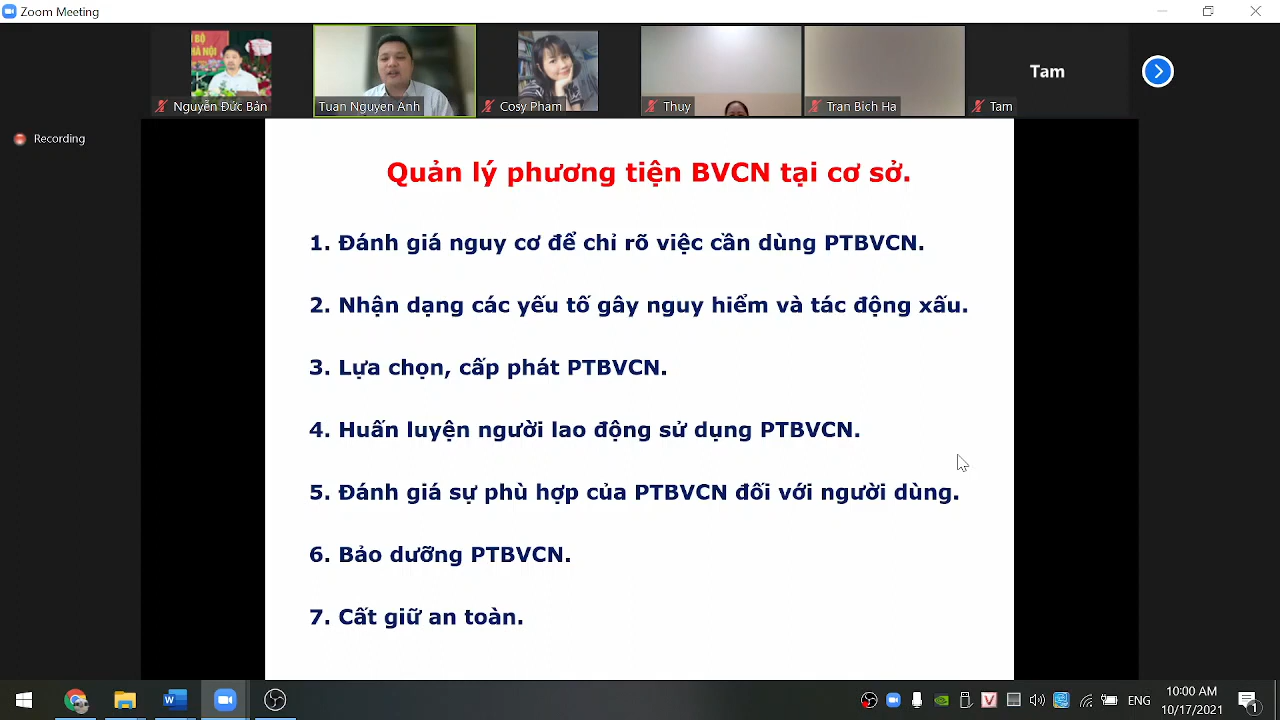 Zoom Meeting
BỘ
HÀ NỘI
Nguyễn Đức Bản
Tuan Nguyen Anh
Cosy Pham
Thuy
Tran Bich Ha
Tam
Tam
Recording
Quản lý phương tiện BVCN tại cơ sở.
1. Đánh giá nguy cơ để chỉ rõ việc cần dùng PTBVCN.
2. Nhận dạng các yếu tố gây nguy hiểm và tác động xấu.
3. Lựa chọn, cấp phát PTBVCN.
4. Huấn luyện người lao động sử dụng PTBVCN.
5. Đánh giá sự phù hợp của PTBVCN đối với người dùng.
6. Bảo dưỡng PTBVCN.
7. Cất giữ an toàn.
ENG
10:00 AM
10/17/2021
1